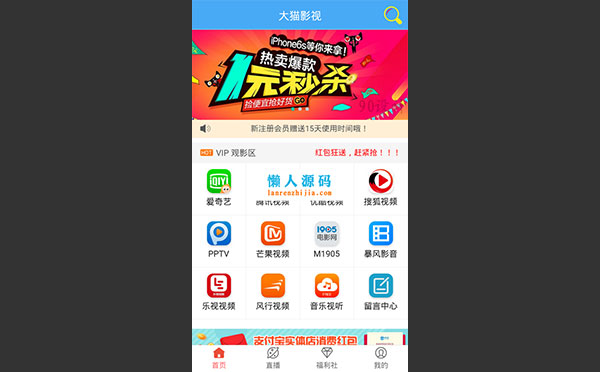 大猫影视
iPhone6s等你来拿!
热卖爆款
1元秒杀
捡便宜抢好货 GO
新注册会员赠送15天使用时间哦！
HOT VIP 观影区
红包狂送，赶紧抢！！！
QIY
懒人源码
lanrenzhijia.com
爱奇艺 腾讯视频 优酷视频 搜狐视频
1905
电影网
PPTV 芒果视频 M1905 暴风影音
乐视视频 风行视频 音乐视听 留言中心
支付宝实体店消费红包
首页 直播 福利社 我的